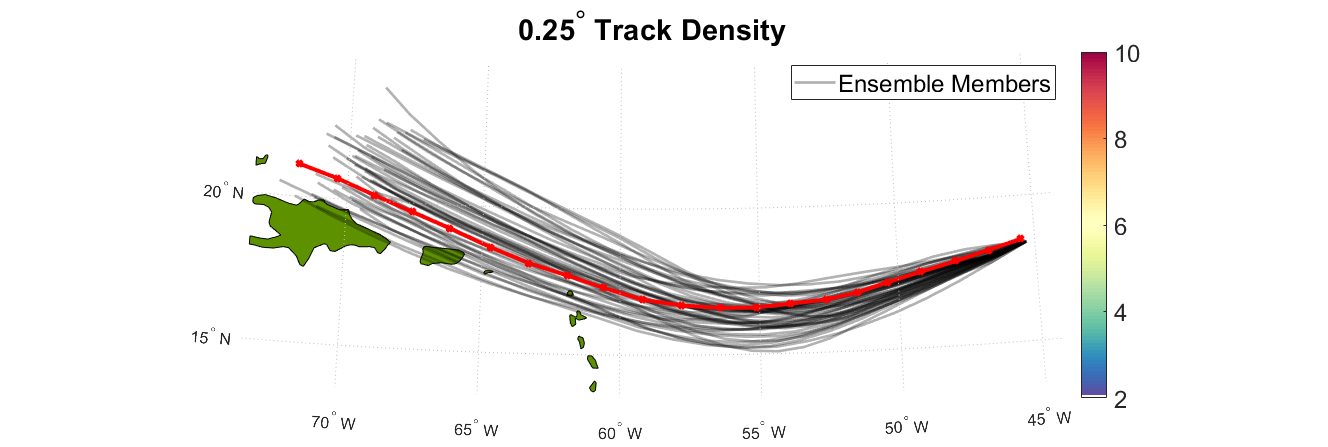 0.25° Track Density
Ensemble Members
10
8
6
4
2
20° N
15° N
70° W
65° W
60° W
55° W
50° W
45° W